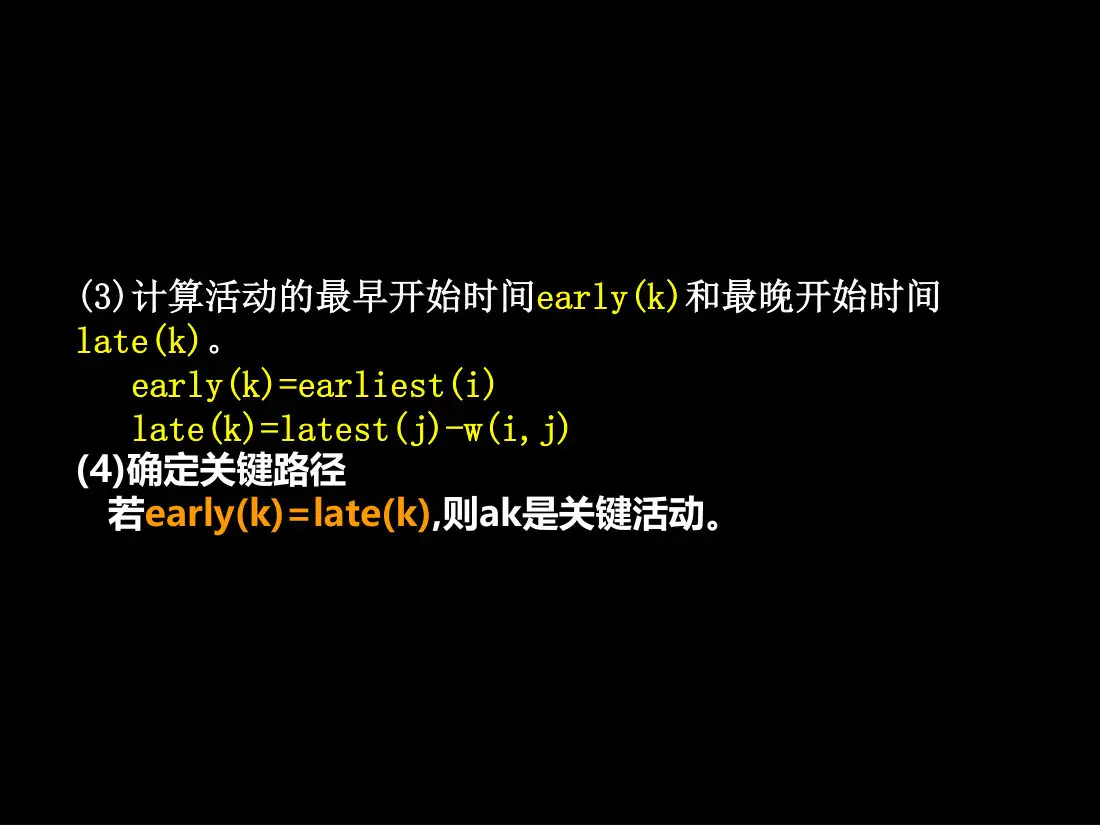 (3)计算活动的最早开始时间early(k)和最晚开始时间
late(k)。
early(k)=earliest(i)
late(k)=latest(j)-w(i,j)
(4)确定关键路径
若early(k)=late(k),则ak是关键活动。